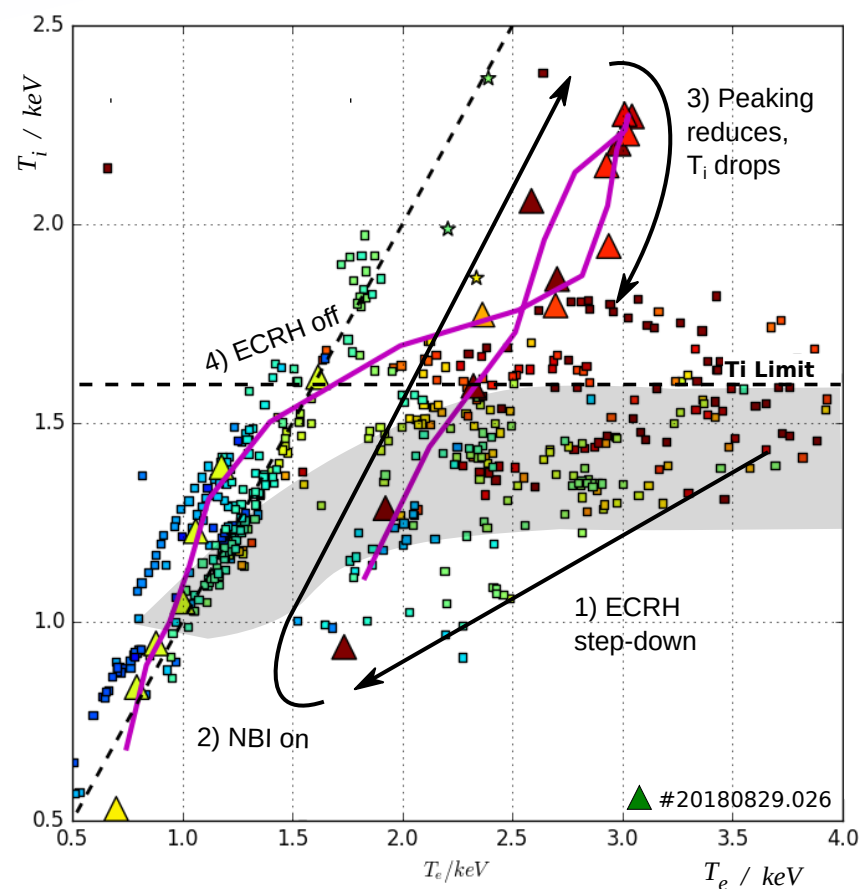 2.5
T_i / keV
3) Peaking
reduces,
T_i drops
2.0
4) ECRH off
Ti Limit
1.5
1.0
1) ECRH
step-down
2) NBI on
#20180829.026
0.5
0.5 1.0 1.5 2.0 2.5 3.0 3.5 4.0
T_e/keV
T_e / keV